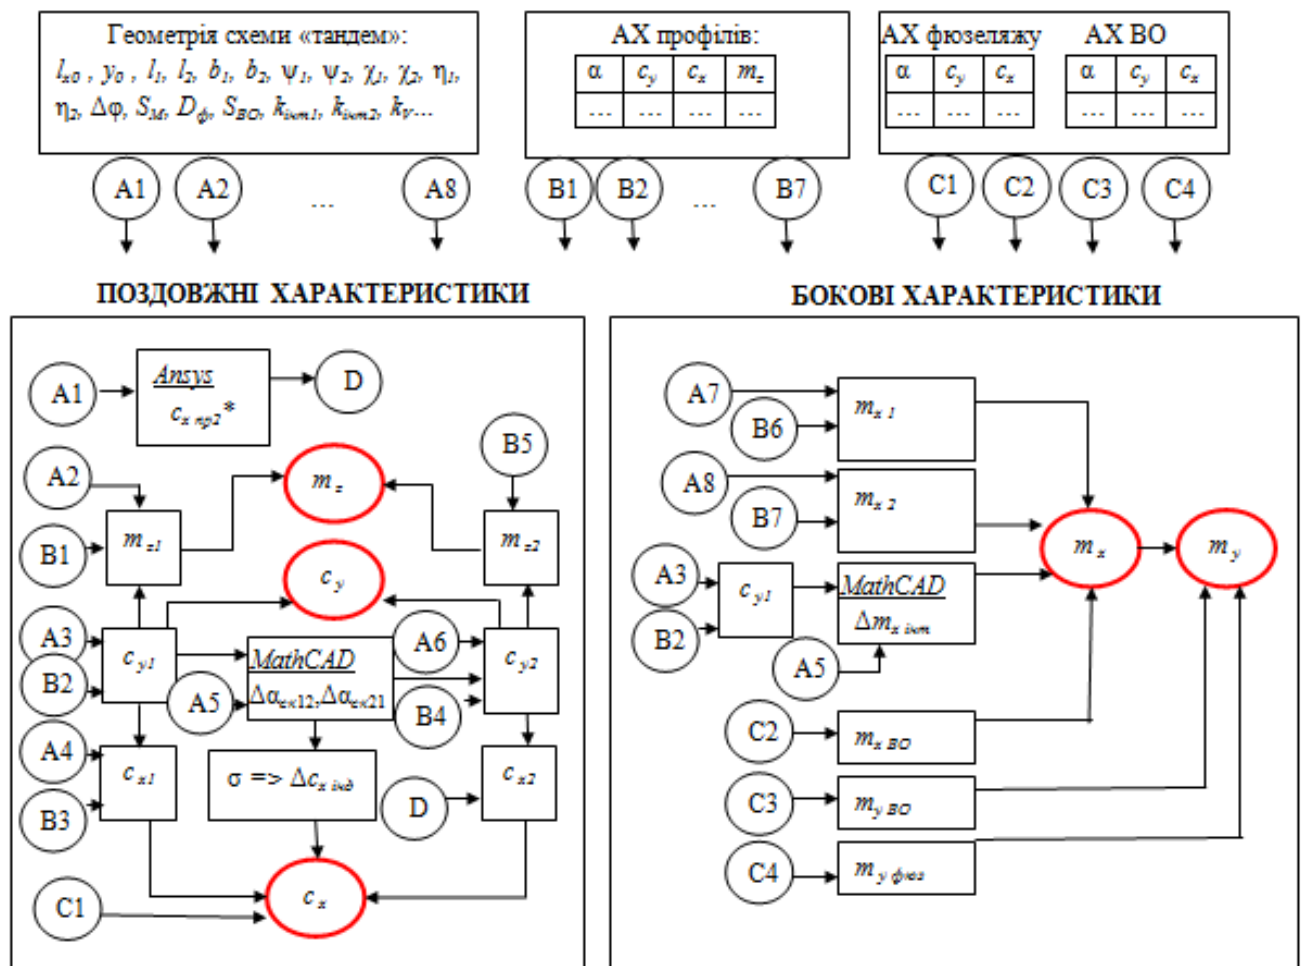 Геометрія схеми «тандем»:
l_x0 , y_0 , l_1, l_2, b_1, b_2, ψ_1, ψ_2, χ_1, χ_2, η_1,
η_2, Δφ, S_M, D_ф, S_ВО, k_інт1, k_інт2, k_V...
АХ профілів:
α c_y c_x m_z
... ... ... ...
АХ фюзеляжу
α c_y c_x
... ... ...
АХ ВО
α c_y c_x
... ... ...
A1 A2 ... A8
B1 B2 ... B7
C1 C2 C3 C4
ПОЗДОВЖНІ ХАРАКТЕРИСТИКИ
A1
Ansys
c_x пр2*
D
A2
B1
m_z1
m_z
B5
m_z2
c_y
A3
B2
c_y1
A5
MathCAD
Δα_ск12, Δα_ск21
A6
B4
c_y2
A4
B3
c_x1
σ => Δc_x інд
D
c_x2
C1
c_x
БОКОВІ ХАРАКТЕРИСТИКИ
A7
B6
m_x 1
A8
B7
m_x 2
A3
B2
c_y1
MathCAD
Δm_x інт
A5
m_x
m_y
C2
m_x ВО
C3
m_y ВО
C4
m_y фюз